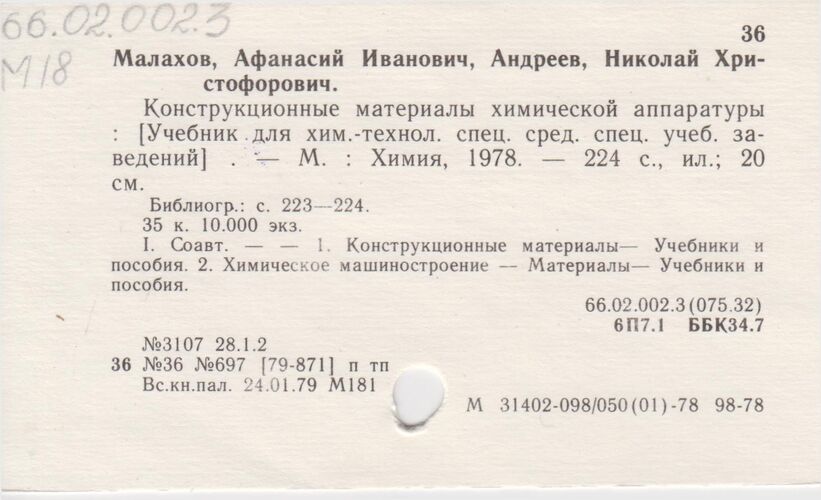 66.02.002.3
М18
36
Малахов, Афанасий Иванович, Андреев, Николай Хри-
стофорович.
Конструкционные материалы химической аппаратуры
: [Учебник для хим.-технол. спец. сред. спец. учеб. за-
ведений] . — М. : Химия, 1978. — 224 с., ил.; 20
см.
Библиогр.: с. 223—224.
35 к. 10.000 экз.
I. Соавт. — — 1. Конструкционные материалы— Учебники и
пособия. 2. Химическое машиностроение — Материалы— Учебники и
пособия.
66.02.002.3(075.32)
6П7.1 ББК34.7
№3107 28.1.2
36 №36 №697 [79-871] п тп
Вс.кн.пал. 24.01.79 М181
М 31402-098/050(01)-78 98-78